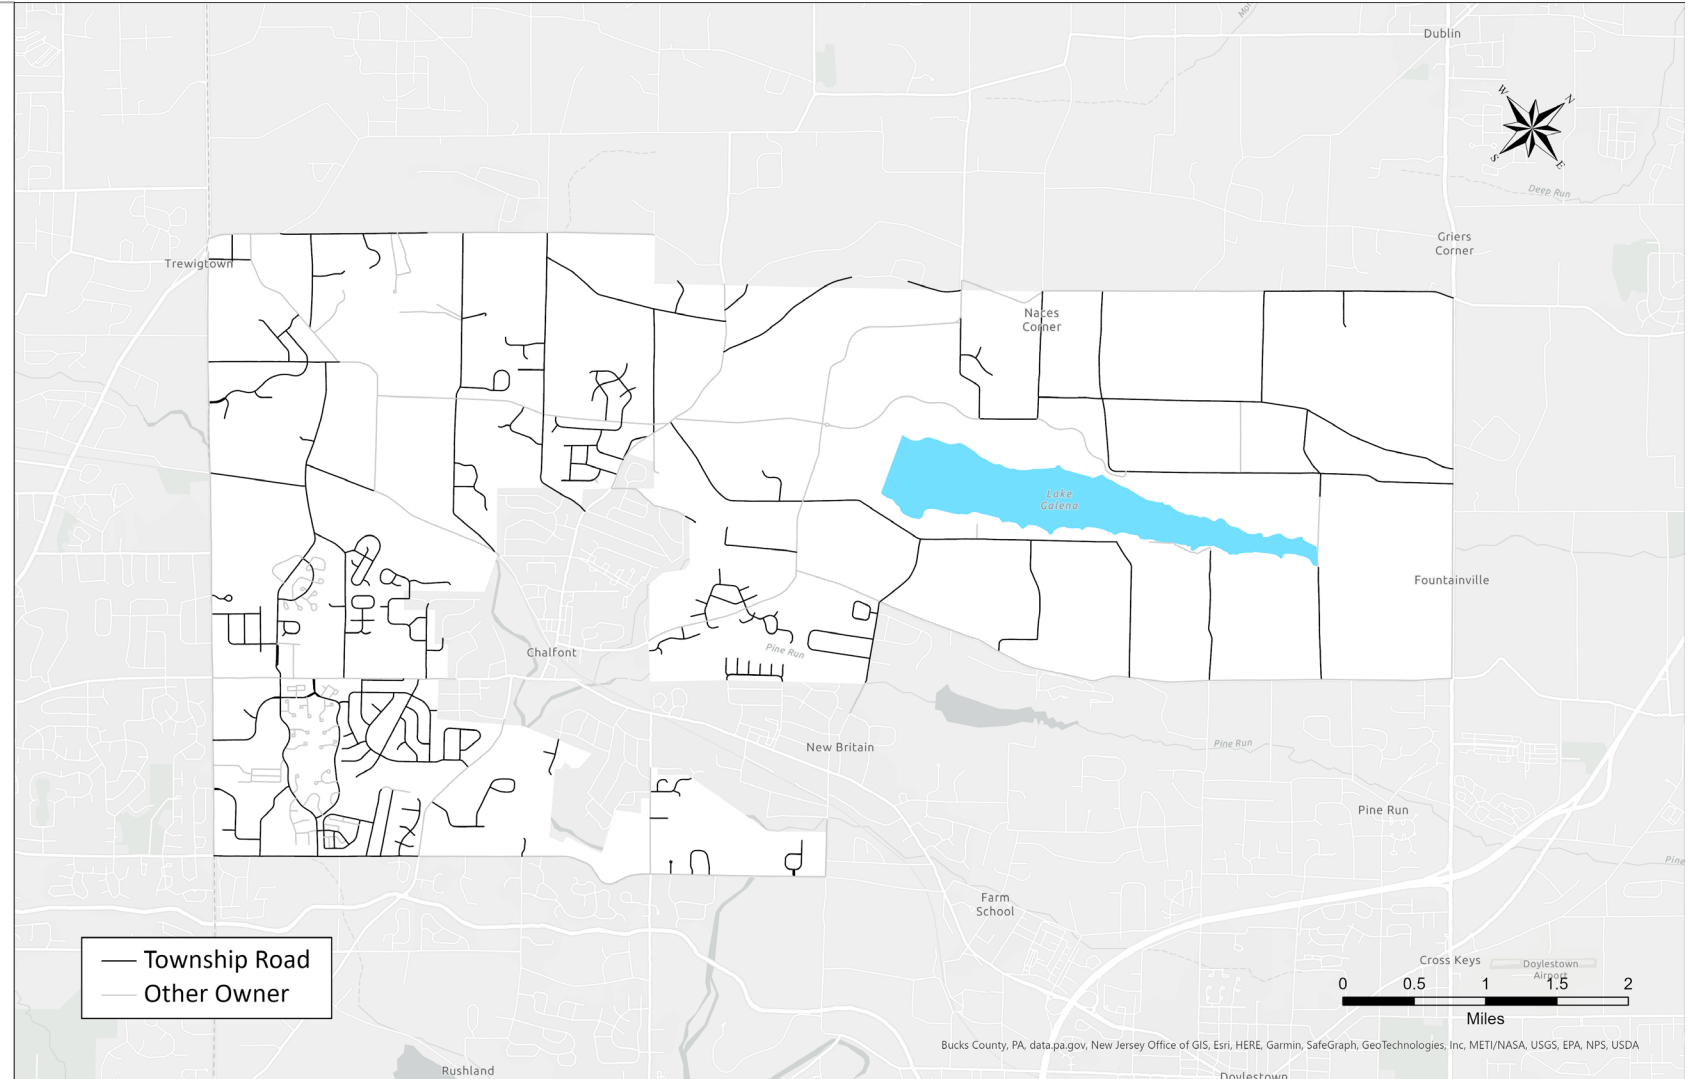 Dublin
W
N
S
E
Deep Run
Griers
Corner
Trewigtown
Naces
Corner
Lake
Galena
Fountainville
Chalfont
Pine Run
New Britain
Pine Run
Pine Run
Pine
Farm
School
Township Road
Other Owner
Cross Keys
Doylestown
Airport
0 0.5 1 1.5 2
Miles
Bucks County, PA, data.pa.gov, New Jersey Office of GIS, Esri, HERE, Garmin, SafeGraph, GeoTechnologies, Inc, METI/NASA, USGS, EPA, NPS, USDA
Rushland
Doylestown